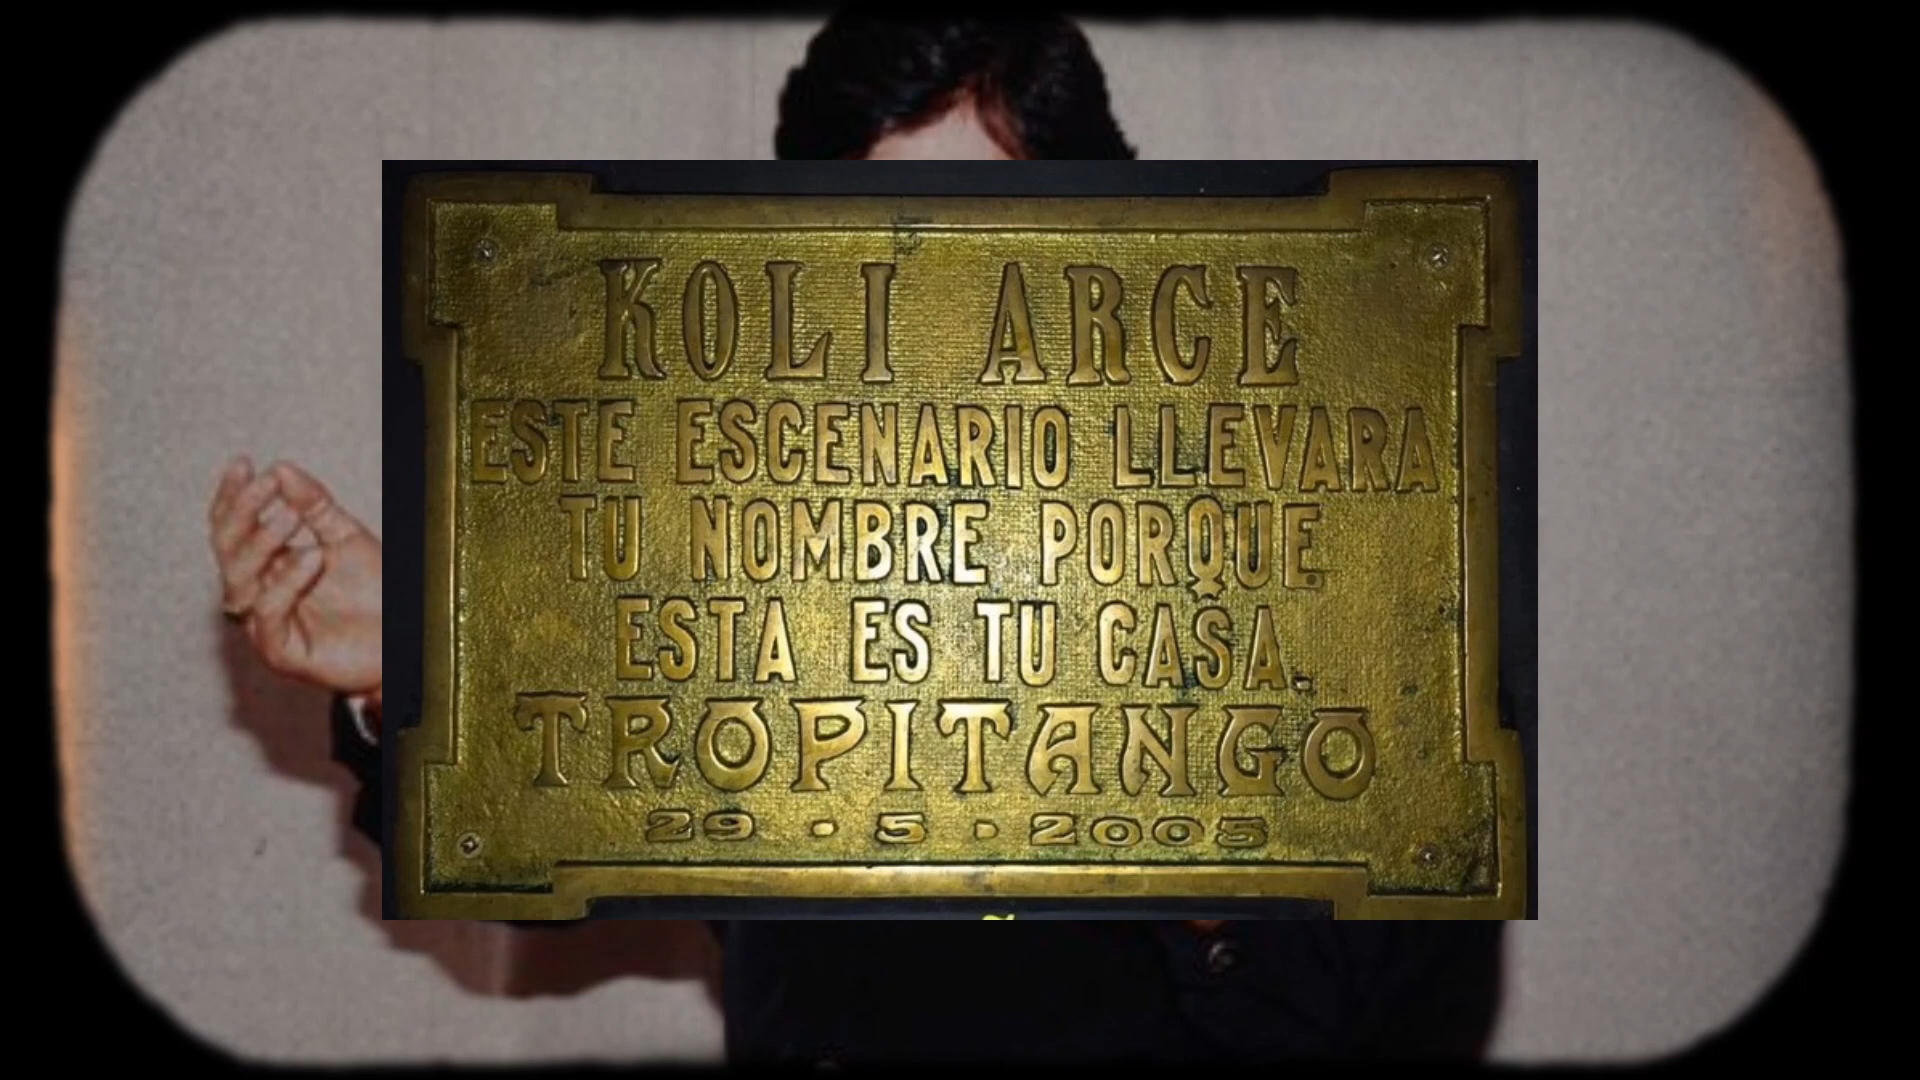 KOLI ARCE
ESTE ESCENARIO LLEVARA
TU NOMBRE PORQUE
ESTA ES TU CASA.
TROPITANGO
29 · 5 · 2005